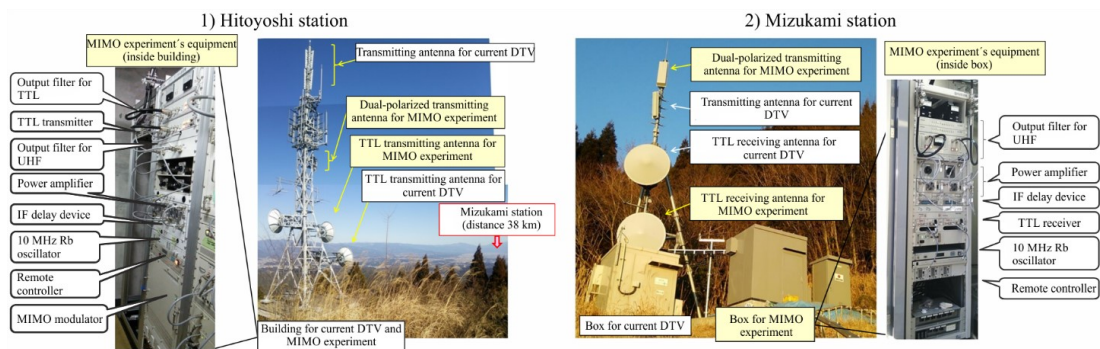 1) Hitoyoshi station
MIMO experiment´s equipment
(inside building)
Output filter for
TTL
TTL transmitter
Output filter for
UHF
Power amplifier
IF delay device
10 MHz Rb
oscillator
Remote
controller
MIMO modulator
Transmitting antenna for current DTV
Dual-polarized transmitting
antenna for MIMO experiment
TTL transmitting antenna for
MIMO experiment
TTL transmitting antenna for
current DTV
Mizukami station
(distance 38 km)
Building for current DTV and
MIMO experiment
2) Mizukami station
Dual-polarized transmitting
antenna for MIMO experiment
Transmitting antenna for current
DTV
TTL receiving antenna for
current DTV
TTL receiving antenna for
MIMO experiment
Box for current DTV
Box for MIMO
experiment
MIMO experiment´s equipment
(inside box)
Output filter for
UHF
Power amplifier
IF delay device
TTL receiver
10 MHz Rb
oscillator
Remote controller